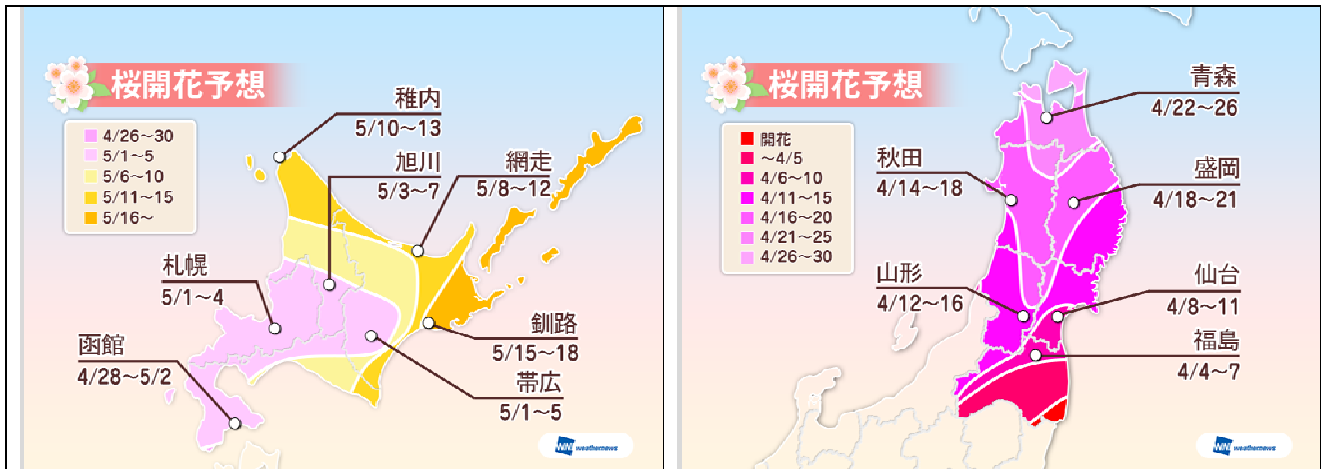 桜開花予想
4/26～30
5/1～5
5/6～10
5/11～15
5/16～
稚内
5/10～13
旭川
5/3～7
網走
5/8～12
札幌
5/1～4
函館
4/28～5/2
釧路
5/15～18
帯広
5/1～5
WNI weathernews
桜開花予想
開花
～4/5
4/6～10
4/11～15
4/16～20
4/21～25
4/26～30
青森
4/22～26
秋田
4/14～18
盛岡
4/18～21
山形
4/12～16
仙台
4/8～11
福島
4/4～7
WNI weathernews